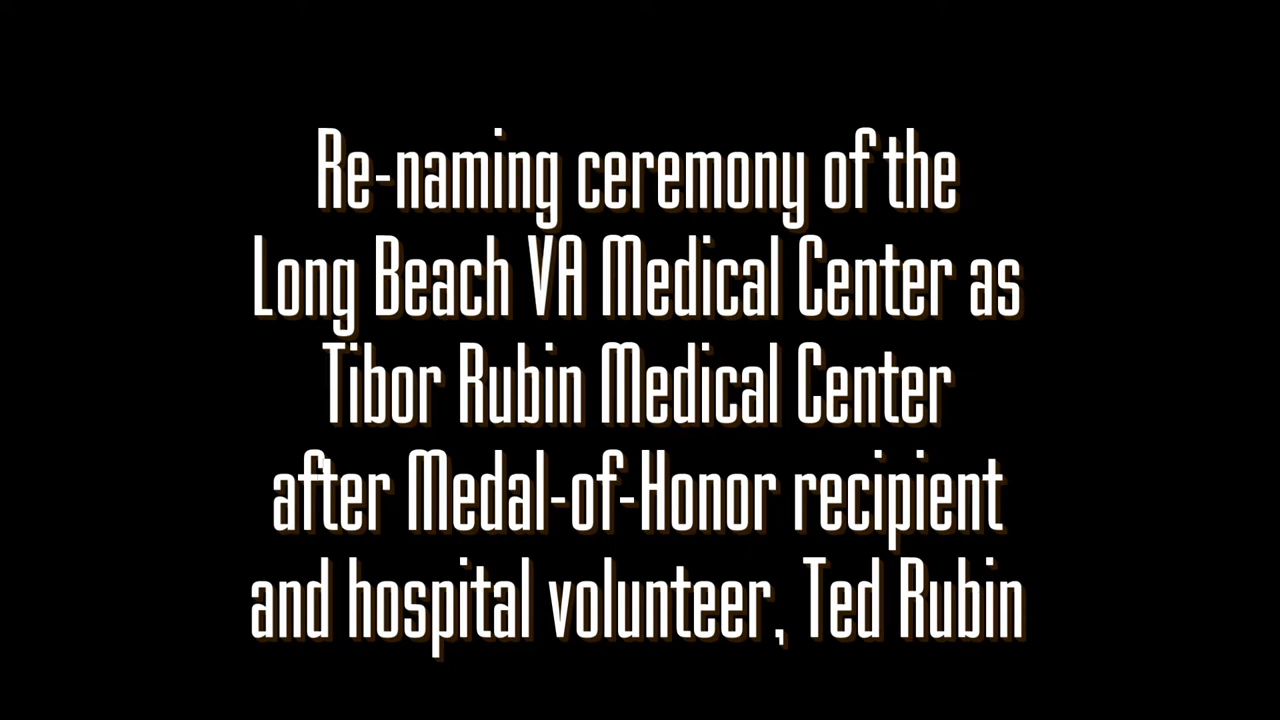 Re-naming ceremony of the
Long Beach VA Medical Center as
Tibor Rubin Medical Center
after Medal-of-Honor recipient
and hospital volunteer, Ted Rubin